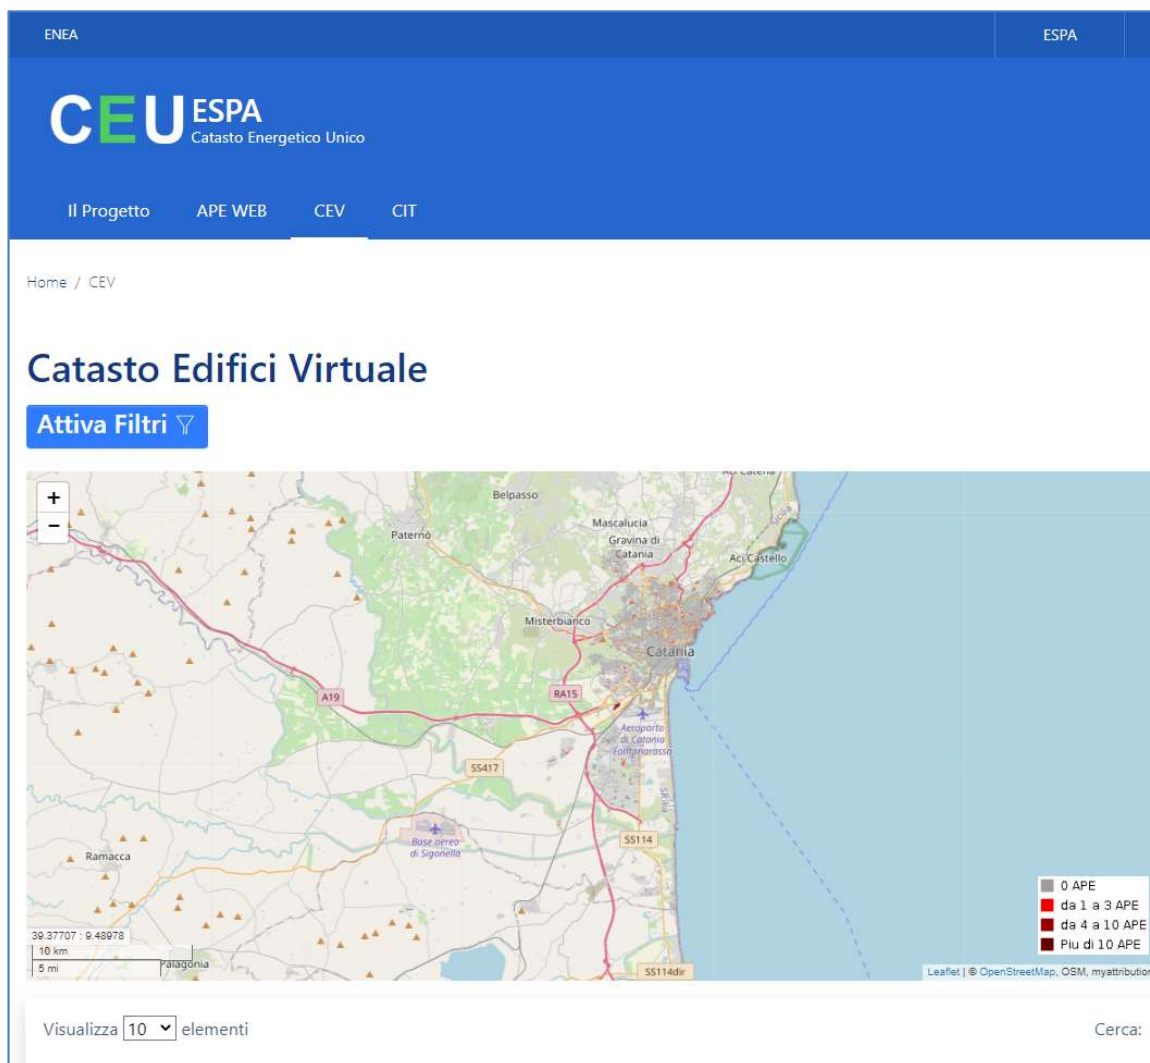 ENEA
ESPA
CEU ESPA
Catasto Energetico Unico
Il Progetto APE WEB CEV CIT
Home / CEV
Catasto Edifici Virtuale
Attiva Filtri
+
−
Belpasso
Paternò
Mascalucia
Gravina di
Catania
Aci Castello
Sicilia
Misterbianco
Catania
A19
RA15
Aeroporto
di Catania
Fontanarossa
SS417
Sicilia
Base aerea
di Sigonella
SS114
Ramacca
0 APE
da 1 a 3 APE
da 4 a 10 APE
Piu di 10 APE
39.37707 : 9.48978
10 km
5 mi
Palagonia
SS114dir
Leaflet | © OpenStreetMap, OSM, myattribution
Visualizza 10 elementi
Cerca: